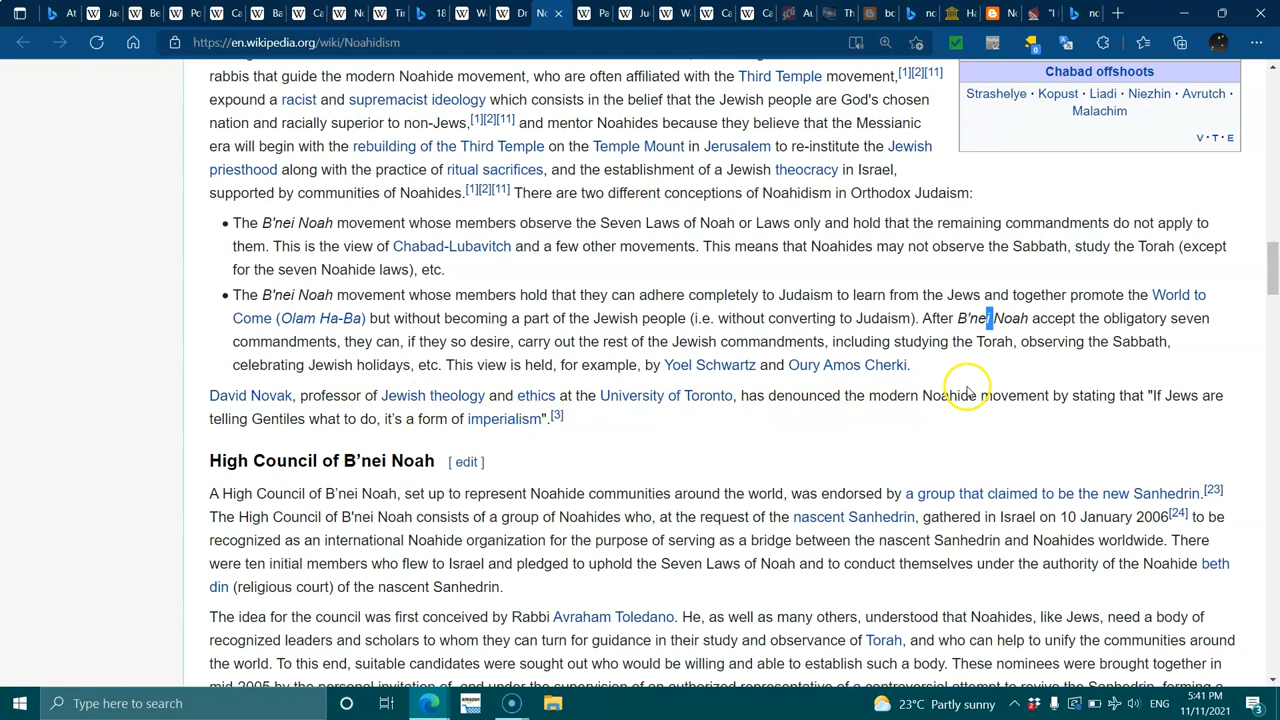 At
Jac
Be
Po
Ca
Ba
Ca
No
Tin
18
W
Dr
No
Pa
Ju
W
Ca
Ca
Au
Th
bo
no
Ha
No
"I
no
https://en.wikipedia.org/wiki/Noahidism
rabbis that guide the modern Noahide movement, who are often affiliated with the Third Temple movement,[1][2][11]
expound a racist and supremacist ideology which consists in the belief that the Jewish people are God's chosen
nation and racially superior to non-Jews,[1][2][11] and mentor Noahides because they believe that the Messianic
era will begin with the rebuilding of the Third Temple on the Temple Mount in Jerusalem to re-institute the Jewish
priesthood along with the practice of ritual sacrifices, and the establishment of a Jewish theocracy in Israel,
supported by communities of Noahides.[1][2][11] There are two different conceptions of Noahidism in Orthodox Judaism:
Chabad offshoots
Strashelye · Kopust · Liadi · Niezhin · Avrutch ·
Malachim
V · T · E
• The B'nei Noah movement whose members observe the Seven Laws of Noah or Laws only and hold that the remaining commandments do not apply to
them. This is the view of Chabad-Lubavitch and a few other movements. This means that Noahides may not observe the Sabbath, study the Torah (except
for the seven Noahide laws), etc.
• The B'nei Noah movement whose members hold that they can adhere completely to Judaism to learn from the Jews and together promote the World to
Come (Olam Ha-Ba) but without becoming a part of the Jewish people (i.e. without converting to Judaism). After B'nei Noah accept the obligatory seven
commandments, they can, if they so desire, carry out the rest of the Jewish commandments, including studying the Torah, observing the Sabbath,
celebrating Jewish holidays, etc. This view is held, for example, by Yoel Schwartz and Oury Amos Cherki.
David Novak, professor of Jewish theology and ethics at the University of Toronto, has denounced the modern Noahide movement by stating that "If Jews are
telling Gentiles what to do, it's a form of imperialism".[3]
High Council of B'nei Noah [ edit ]
A High Council of B'nei Noah, set up to represent Noahide communities around the world, was endorsed by a group that claimed to be the new Sanhedrin.[23]
The High Council of B'nei Noah consists of a group of Noahides who, at the request of the nascent Sanhedrin, gathered in Israel on 10 January 2006[24] to be
recognized as an international Noahide organization for the purpose of serving as a bridge between the nascent Sanhedrin and Noahides worldwide. There
were ten initial members who flew to Israel and pledged to uphold the Seven Laws of Noah and to conduct themselves under the authority of the Noahide beth
din (religious court) of the nascent Sanhedrin.
The idea for the council was first conceived by Rabbi Avraham Toledano. He, as well as many others, understood that Noahides, like Jews, need a body of
recognized leaders and scholars to whom they can turn for guidance in their study and observance of Torah, and who can help to unify the communities around
the world. To this end, suitable candidates were sought out who would be willing and able to establish such a body. These nominees were brought together in
Type here to search
23°C Partly sunny
ENG
5:41 PM
11/11/2021